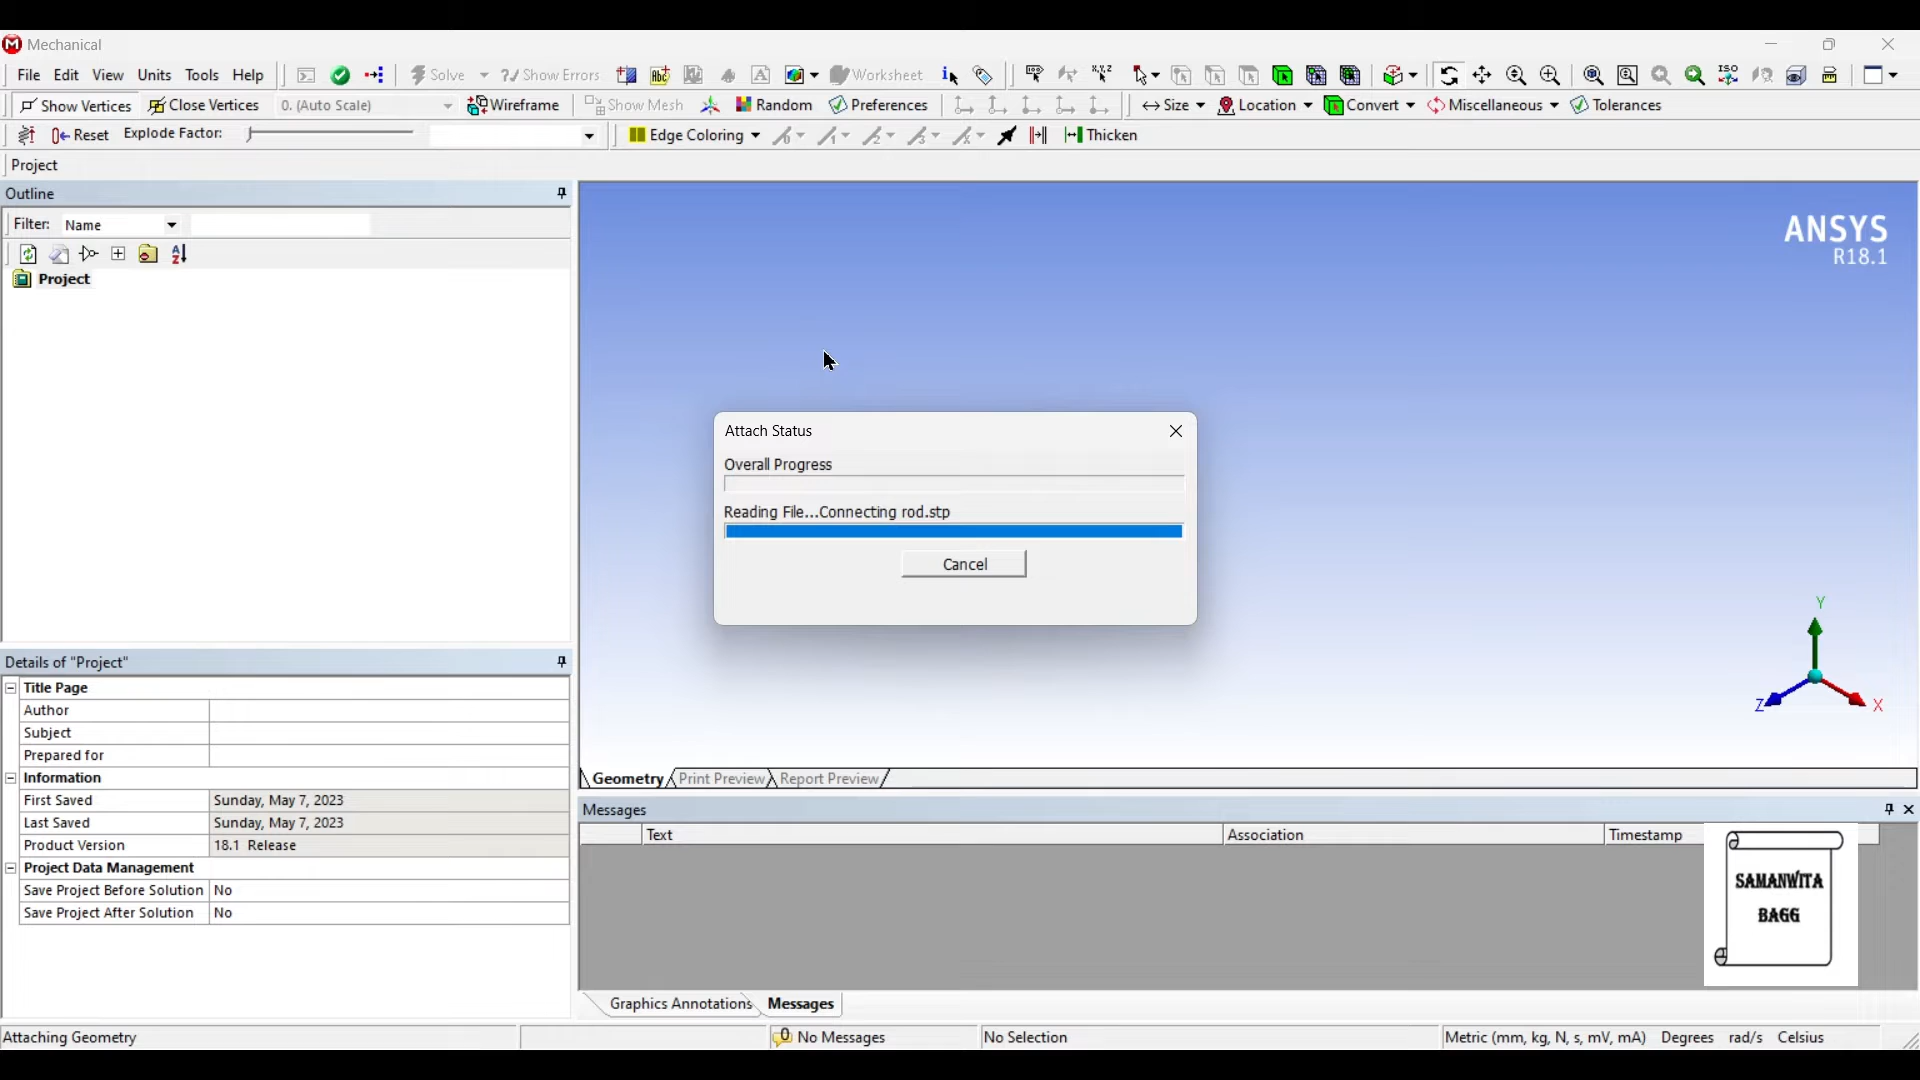 Mechanical
File Edit View Units Tools Help Solve ?/ Show Errors Worksheet
Show Vertices Close Vertices 0. (Auto Scale) Wireframe Show Mesh Random Preferences Size Location Convert Miscellaneous Tolerances
Reset Explode Factor: Edge Coloring Thicken
Project
Outline
Filter: Name
Project
ANSYS
R18.1
Attach Status
Overall Progress
Reading File...Connecting rod.stp
Cancel
Y
Z
X
Geometry Print Preview Report Preview
Details of "Project"
Title Page
Author
Subject
Prepared for
Information
First Saved Sunday, May 7, 2023
Last Saved Sunday, May 7, 2023
Product Version 18.1 Release
Project Data Management
Save Project Before Solution No
Save Project After Solution No
Messages
Text Association Timestamp
SAMANWITA
BAGG
Graphics Annotations Messages
Attaching Geometry 0 No Messages No Selection Metric (mm, kg, N, s, mV, mA) Degrees rad/s Celsius